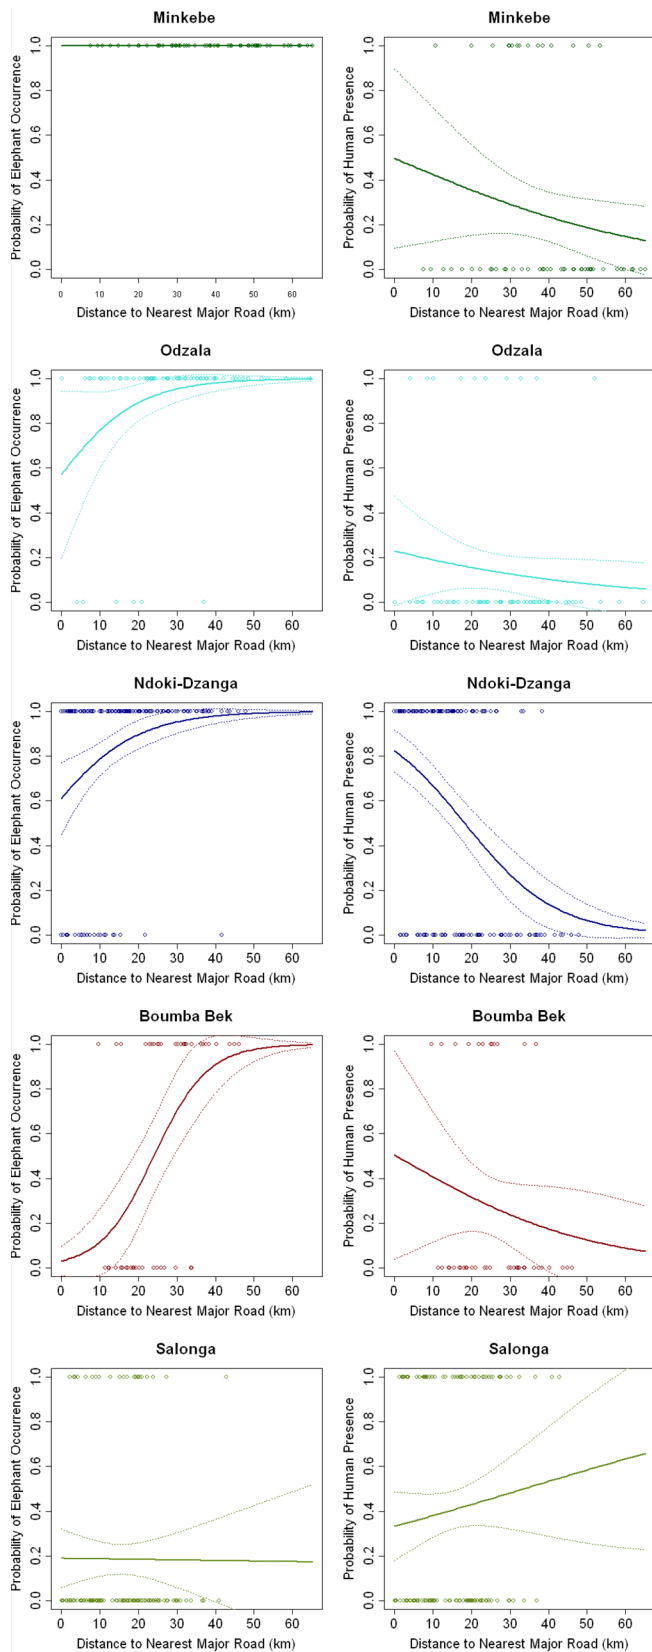 Minkebe
Probability of Elephant Occurrence
1.0
0.8
0.6
0.4
0.2
0.0
0 10 20 30 40 50 60
Distance to Nearest Major Road (km)
Minkebe
Probability of Human Presence
1.0
0.8
0.6
0.4
0.2
0.0
0 10 20 30 40 50 60
Distance to Nearest Major Road (km)
Odzala
Probability of Elephant Occurrence
1.0
0.8
0.6
0.4
0.2
0.0
0 10 20 30 40 50 60
Distance to Nearest Major Road (km)
Odzala
Probability of Human Presence
1.0
0.8
0.6
0.4
0.2
0.0
0 10 20 30 40 50 60
Distance to Nearest Major Road (km)
Ndoki-Dzanga
Probability of Elephant Occurrence
1.0
0.8
0.6
0.4
0.2
0.0
0 10 20 30 40 50 60
Distance to Nearest Major Road (km)
Ndoki-Dzanga
Probability of Human Presence
1.0
0.8
0.6
0.4
0.2
0.0
0 10 20 30 40 50 60
Distance to Nearest Major Road (km)
Boumba Bek
Probability of Elephant Occurrence
1.0
0.8
0.6
0.4
0.2
0.0
0 10 20 30 40 50 60
Distance to Nearest Major Road (km)
Boumba Bek
Probability of Human Presence
1.0
0.8
0.6
0.4
0.2
0.0
0 10 20 30 40 50 60
Distance to Nearest Major Road (km)
Salonga
Probability of Elephant Occurrence
1.0
0.8
0.6
0.4
0.2
0.0
0 10 20 30 40 50 60
Distance to Nearest Major Road (km)
Salonga
Probability of Human Presence
1.0
0.8
0.6
0.4
0.2
0.0
0 10 20 30 40 50 60
Distance to Nearest Major Road (km)